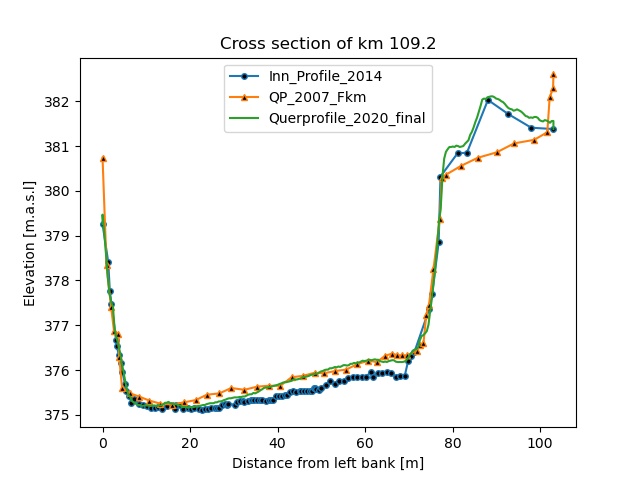 Cross section of km 109.2
Inn_Profile_2014
QP_2007_Fkm
Querprofile_2020_final
Elevation [m.a.s.l]
382
381
380
379
378
377
376
375
0 20 40 60 80 100
Distance from left bank [m]